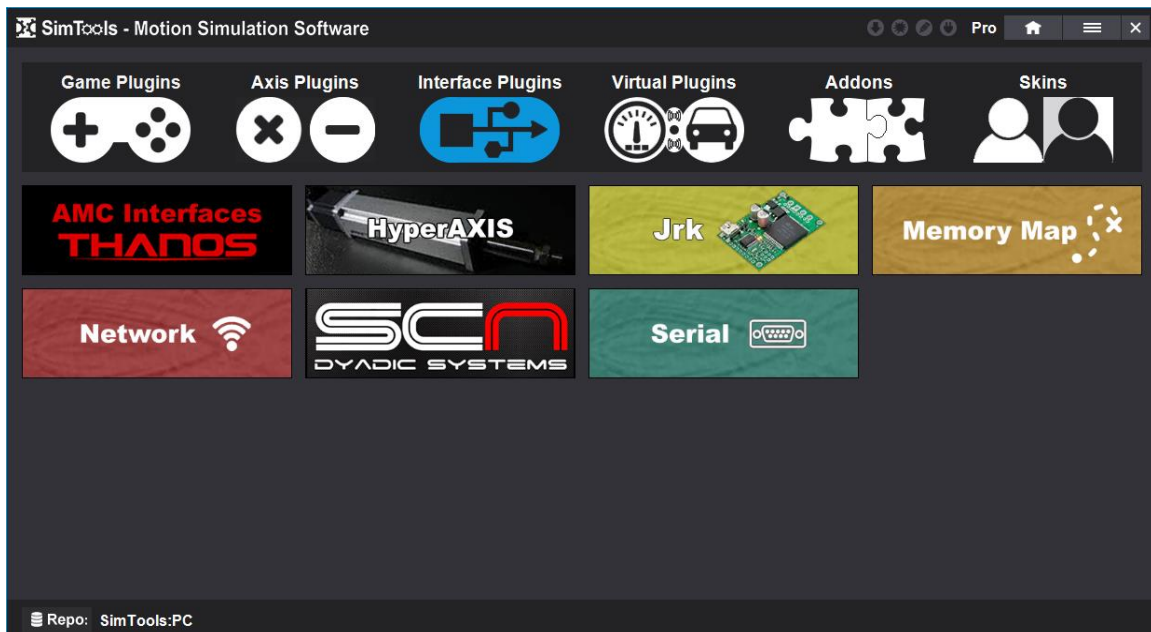 SimTools - Motion Simulation Software
Pro
Game Plugins
Axis Plugins
Interface Plugins
Virtual Plugins
Addons
Skins
AMC Interfaces
THANOS
HyperAXIS
Jrk
Memory Map
Network
SCN
DYADIC SYSTEMS
Serial
Repo: SimTools:PC